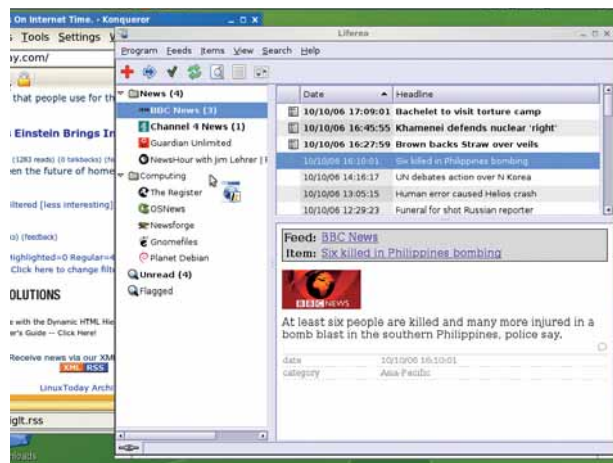 On Internet Time. - Konqueror
Tools Settings
y.com/
that people use for th
Einstein Brings In
(1283 reads) (0 talkbacks)
en the future of home
iltered [less interesting]
(feedback)
Highlighted=0 Regular=4
Click here to change filt
OLUTIONS
e with the Dynamic HTML Hie
er's Guide -- Click Here!
Receive news via our XM
XML RSS
LinuxToday Archi
iglt.rss
nloads
Liferea
Program Feeds Items View Search Help
News (4)
BBC News (3)
Channel 4 News (1)
Guardian Unlimited
NewsHour with Jim Lehrer |
Computing
The Register
OSNews
Newsforge
Gnomefiles
Planet Debian
Unread (4)
Flagged
Date Headline
10/10/06 17:09:01 Bachelet to visit torture camp
10/10/06 16:45:55 Khamenei defends nuclear 'right'
10/10/06 16:27:59 Brown backs Straw over veils
10/10/06 16:10:01 Six killed in Philippines bombing
10/10/06 14:16:17 UN debates action over N Korea
10/10/06 13:05:15 Human error caused Helios crash
10/10/06 12:29:23 Funeral for shot Russian reporter
Feed: BBC News
Item: Six killed in Philippines bombing
BBC NEWS
At least six people are killed and many more injured in a
bomb blast in the southern Philippines, police say.
date 10/10/06 16:10:01
category Asia-Pacific